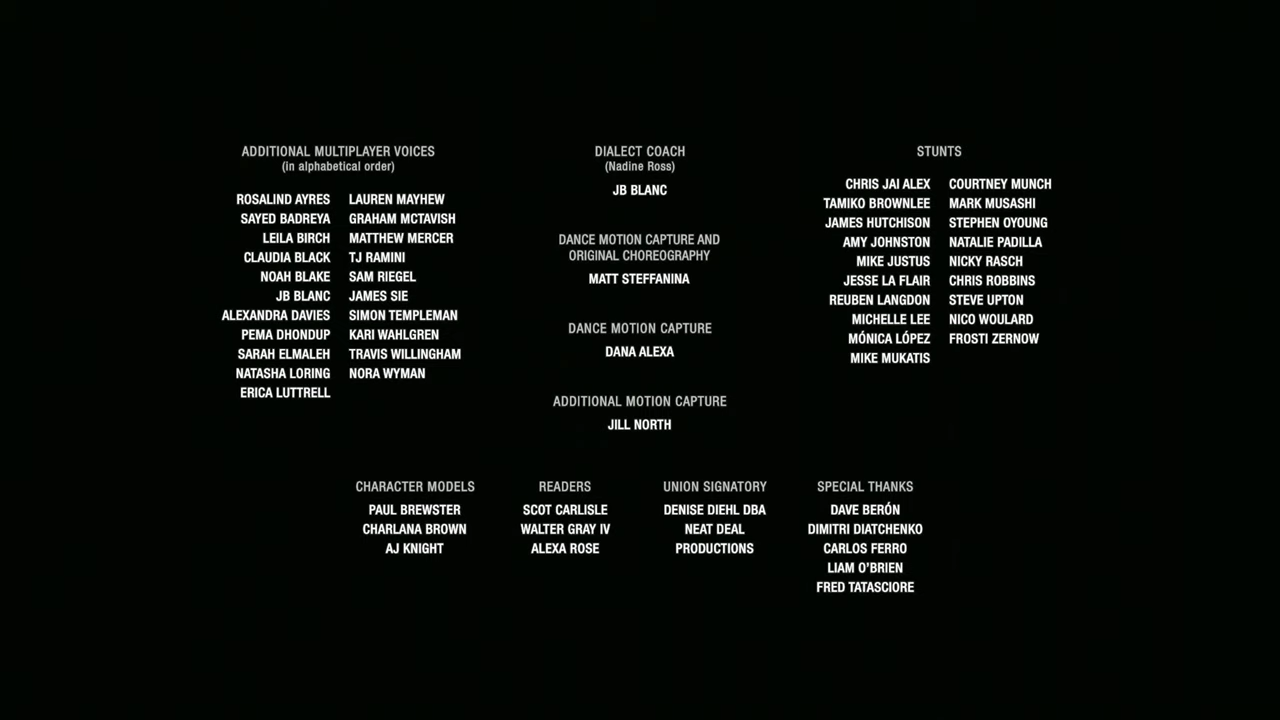 ADDITIONAL MULTIPLAYER VOICES
(in alphabetical order)
ROSALIND AYRES LAUREN MAYHEW
SAYED BADREYA GRAHAM MCTAVISH
LEILA BIRCH MATTHEW MERCER
CLAUDIA BLACK TJ RAMINI
NOAH BLAKE SAM RIEGEL
JB BLANC JAMES SIE
ALEXANDRA DAVIES SIMON TEMPLEMAN
PEMA DHONDUP KARI WAHLGREN
SARAH ELMALEH TRAVIS WILLINGHAM
NATASHA LORING NORA WYMAN
ERICA LUTTRELL
DIALECT COACH
(Nadine Ross)
JB BLANC
DANCE MOTION CAPTURE AND
ORIGINAL CHOREOGRAPHY
MATT STEFFANINA
DANCE MOTION CAPTURE
DANA ALEXA
ADDITIONAL MOTION CAPTURE
JILL NORTH
STUNTS
CHRIS JAI ALEX COURTNEY MUNCH
TAMIKO BROWNLEE MARK MUSASHI
JAMES HUTCHISON STEPHEN OYOUNG
AMY JOHNSTON NATALIE PADILLA
MIKE JUSTUS NICKY RASCH
JESSE LA FLAIR CHRIS ROBBINS
REUBEN LANGDON STEVE UPTON
MICHELLE LEE NICO WOULARD
MÓNICA LÓPEZ FROSTI ZERNOW
MIKE MUKATIS
CHARACTER MODELS
PAUL BREWSTER
CHARLANA BROWN
AJ KNIGHT
READERS
SCOT CARLISLE
WALTER GRAY IV
ALEXA ROSE
UNION SIGNATORY
DENISE DIEHL DBA
NEAT DEAL
PRODUCTIONS
SPECIAL THANKS
DAVE BERÓN
DIMITRI DIATCHENKO
CARLOS FERRO
LIAM O'BRIEN
FRED TATASCIORE